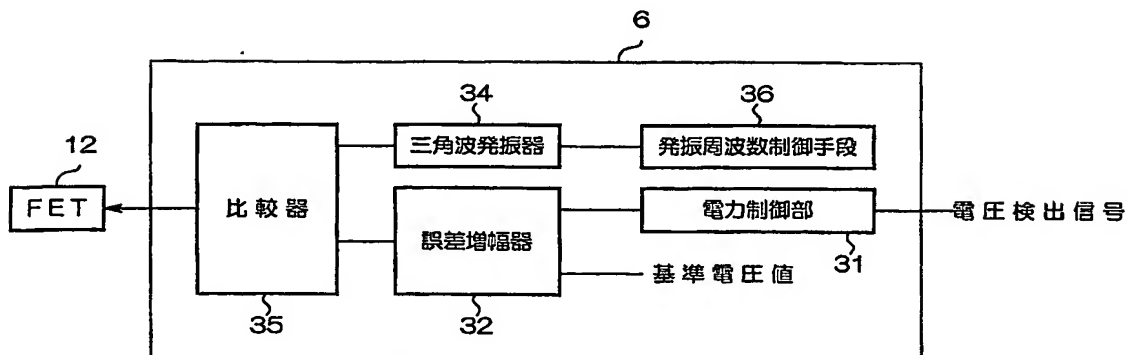 6
34
36
12
三角波発振器
発振周波数制御手段
FET
比較器
誤差増幅器
電力制御部
電圧検出信号
31
基準電圧値
35
32